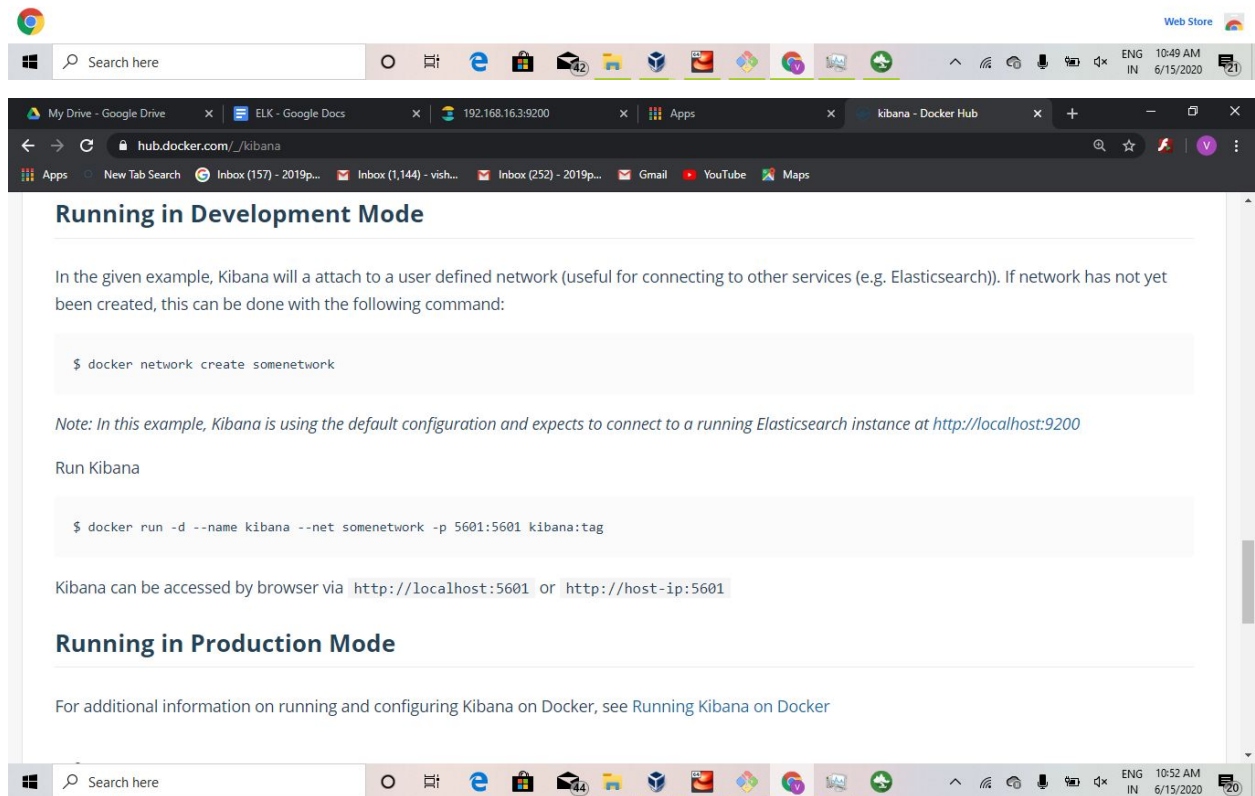 Web Store
Search here
42
ENG
10:49 AM
IN
6/15/2020
21
My Drive - Google Drive
ELK - Google Docs
192.168.16.3:9200
Apps
kibana - Docker Hub
hub.docker.com/_/kibana
V
Apps
New Tab Search
Inbox (157) - 2019p...
Inbox (1,144) - vish...
Inbox (252) - 2019p...
Gmail
YouTube
Maps
Running in Development Mode
In the given example, Kibana will a attach to a user defined network (useful for connecting to other services (e.g. Elasticsearch)). If network has not yet
been created, this can be done with the following command:
$ docker network create somenetwork
Note: In this example, Kibana is using the default configuration and expects to connect to a running Elasticsearch instance at http://localhost:9200
Run Kibana
$ docker run -d --name kibana --net somenetwork -p 5601:5601 kibana:tag
Kibana can be accessed by browser via http://localhost:5601 or http://host-ip:5601
Running in Production Mode
For additional information on running and configuring Kibana on Docker, see Running Kibana on Docker
Search here
44
ENG
10:52 AM
IN
6/15/2020
20